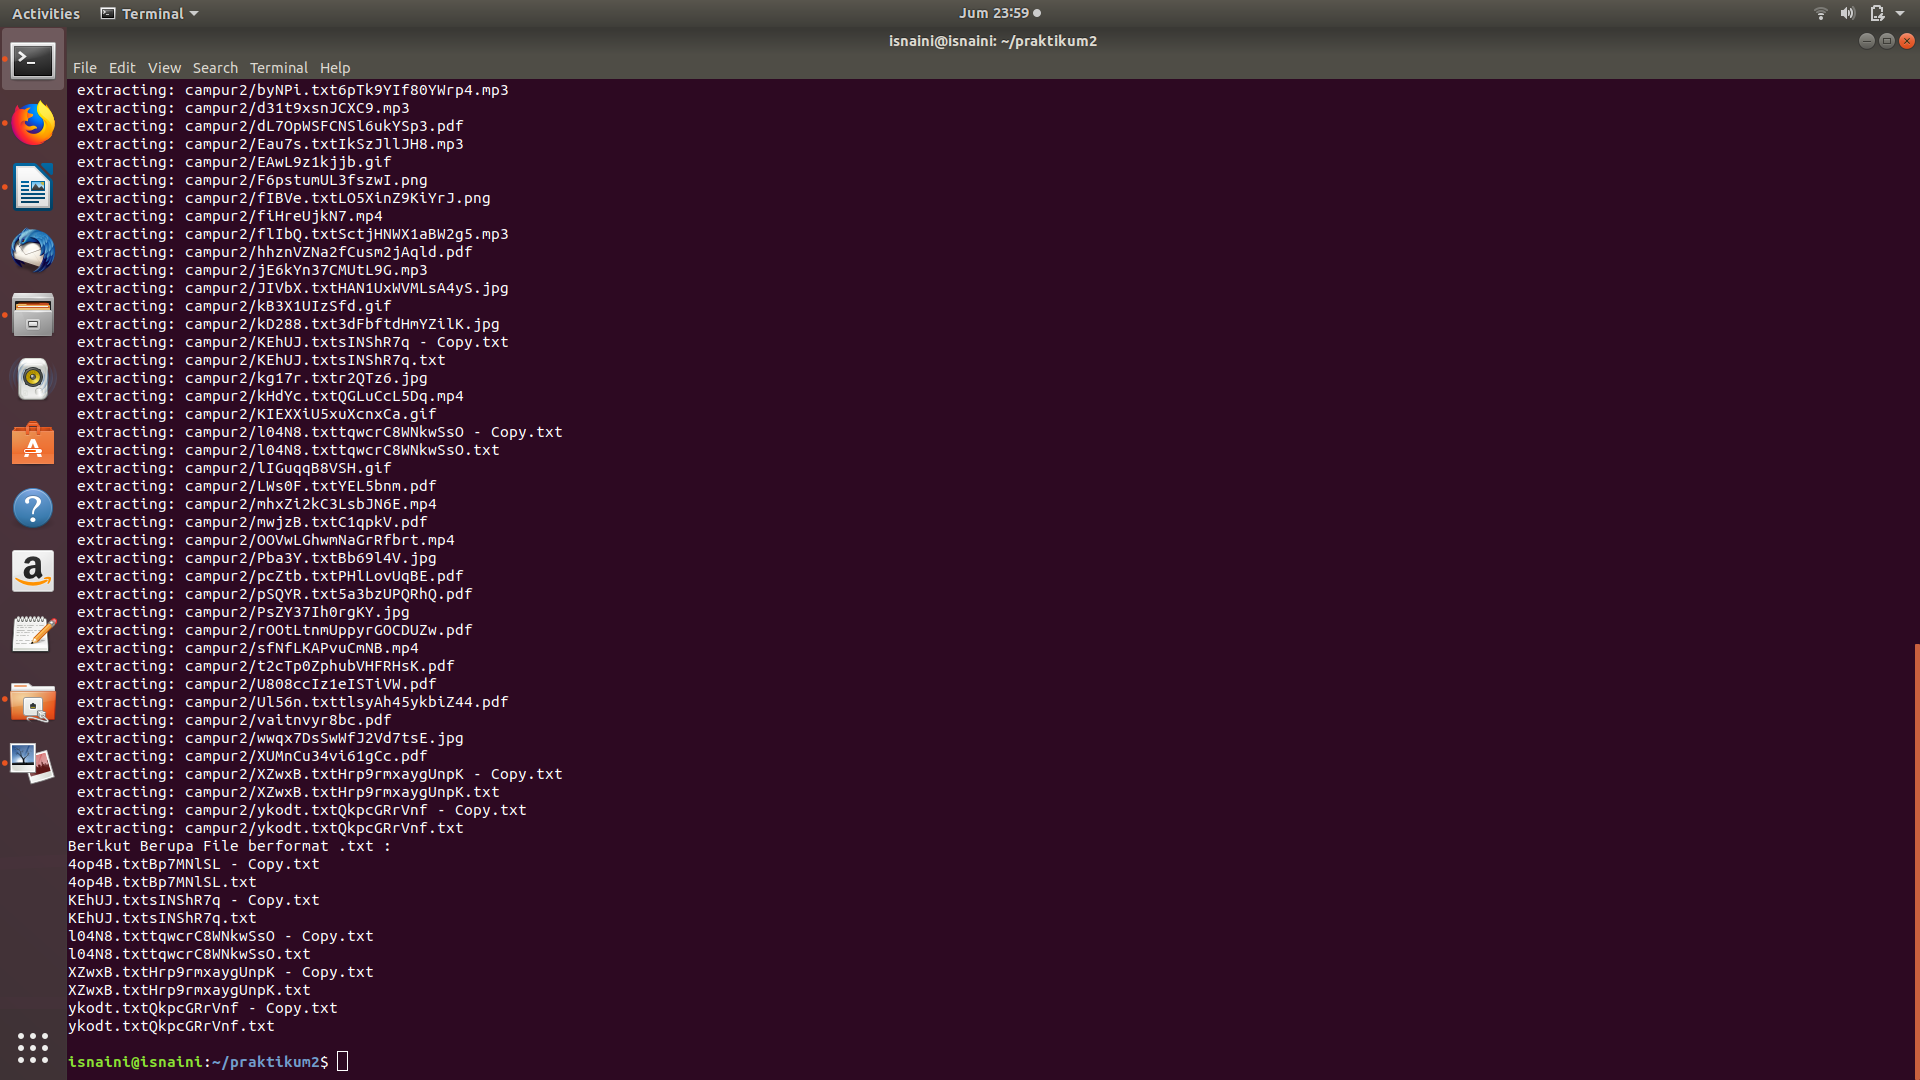 Activities
Terminal
Jum 23:59
isnaini@isnaini: ~/praktikum2
File Edit View Search Terminal Help
extracting: campur2/byNPi.txt6pTk9YIf80YWrp4.mp3
extracting: campur2/d31t9xsnJCXC9.mp3
extracting: campur2/dL7OpWSFCNSl6ukYSp3.pdf
extracting: campur2/Eau7s.txtIkSzJllJH8.mp3
extracting: campur2/EAwL9z1kjjb.gif
extracting: campur2/F6pstumUL3fszwI.png
extracting: campur2/fIBVe.txtLO5XinZ9KiYrJ.png
extracting: campur2/fiHreUjkN7.mp4
extracting: campur2/flIbQ.txtSctjHNWX1aBW2g5.mp3
extracting: campur2/hhznVZNa2fCusm2jAqld.pdf
extracting: campur2/jE6kYn37CMUtL9G.mp3
extracting: campur2/JIVbX.txtHAN1UxWVMLsA4yS.jpg
extracting: campur2/kB3X1UIzSfd.gif
extracting: campur2/kD288.txt3dFbftdHmYZilK.jpg
extracting: campur2/KEhUJ.txtsINShR7q - Copy.txt
extracting: campur2/KEhUJ.txtsINShR7q.txt
extracting: campur2/kg17r.txtr2QTz6.jpg
extracting: campur2/kHdYc.txtQGLuCcL5Dq.mp4
extracting: campur2/KIEXXiU5xuXcnxCa.gif
extracting: campur2/l04N8.txttqwcrC8WNkwSsO - Copy.txt
extracting: campur2/l04N8.txttqwcrC8WNkwSsO.txt
extracting: campur2/lIGuqqB8VSH.gif
extracting: campur2/LWs0F.txtYEL5bnm.pdf
extracting: campur2/mhxZi2kC3LsbJN6E.mp4
extracting: campur2/mwjzB.txtC1qpkV.pdf
extracting: campur2/OOVwLGhwmNaGrRfbrt.mp4
extracting: campur2/Pba3Y.txtBb69l4V.jpg
extracting: campur2/pcZtb.txtPHlLovUqBE.pdf
extracting: campur2/pSQYR.txt5a3bzUPQRhQ.pdf
extracting: campur2/PsZY37Ih0rgKY.jpg
extracting: campur2/rOOtLtnmUppyrGOCDUZw.pdf
extracting: campur2/sfNfLKAPvuCmNB.mp4
extracting: campur2/t2cTp0ZphubVHFRHsK.pdf
extracting: campur2/U808ccIz1eISTiVW.pdf
extracting: campur2/Ul56n.txttlsyAh45ykbiZ44.pdf
extracting: campur2/vaitnvyr8bc.pdf
extracting: campur2/wwqx7DsSwWfJ2Vd7tsE.jpg
extracting: campur2/XUMnCu34vi61gCc.pdf
extracting: campur2/XZwxB.txtHrp9rmxaygUnpK - Copy.txt
extracting: campur2/XZwxB.txtHrp9rmxaygUnpK.txt
extracting: campur2/ykodt.txtQkpcGRrVnf - Copy.txt
extracting: campur2/ykodt.txtQkpcGRrVnf.txt
Berikut Berupa File berformat .txt :
4op4B.txtBp7MNlSL - Copy.txt
4op4B.txtBp7MNlSL.txt
KEhUJ.txtsINShR7q - Copy.txt
KEhUJ.txtsINShR7q.txt
l04N8.txttqwcrC8WNkwSsO - Copy.txt
l04N8.txttqwcrC8WNkwSsO.txt
XZwxB.txtHrp9rmxaygUnpK - Copy.txt
XZwxB.txtHrp9rmxaygUnpK.txt
ykodt.txtQkpcGRrVnf - Copy.txt
ykodt.txtQkpcGRrVnf.txt
isnaini@isnaini:~/praktikum2$